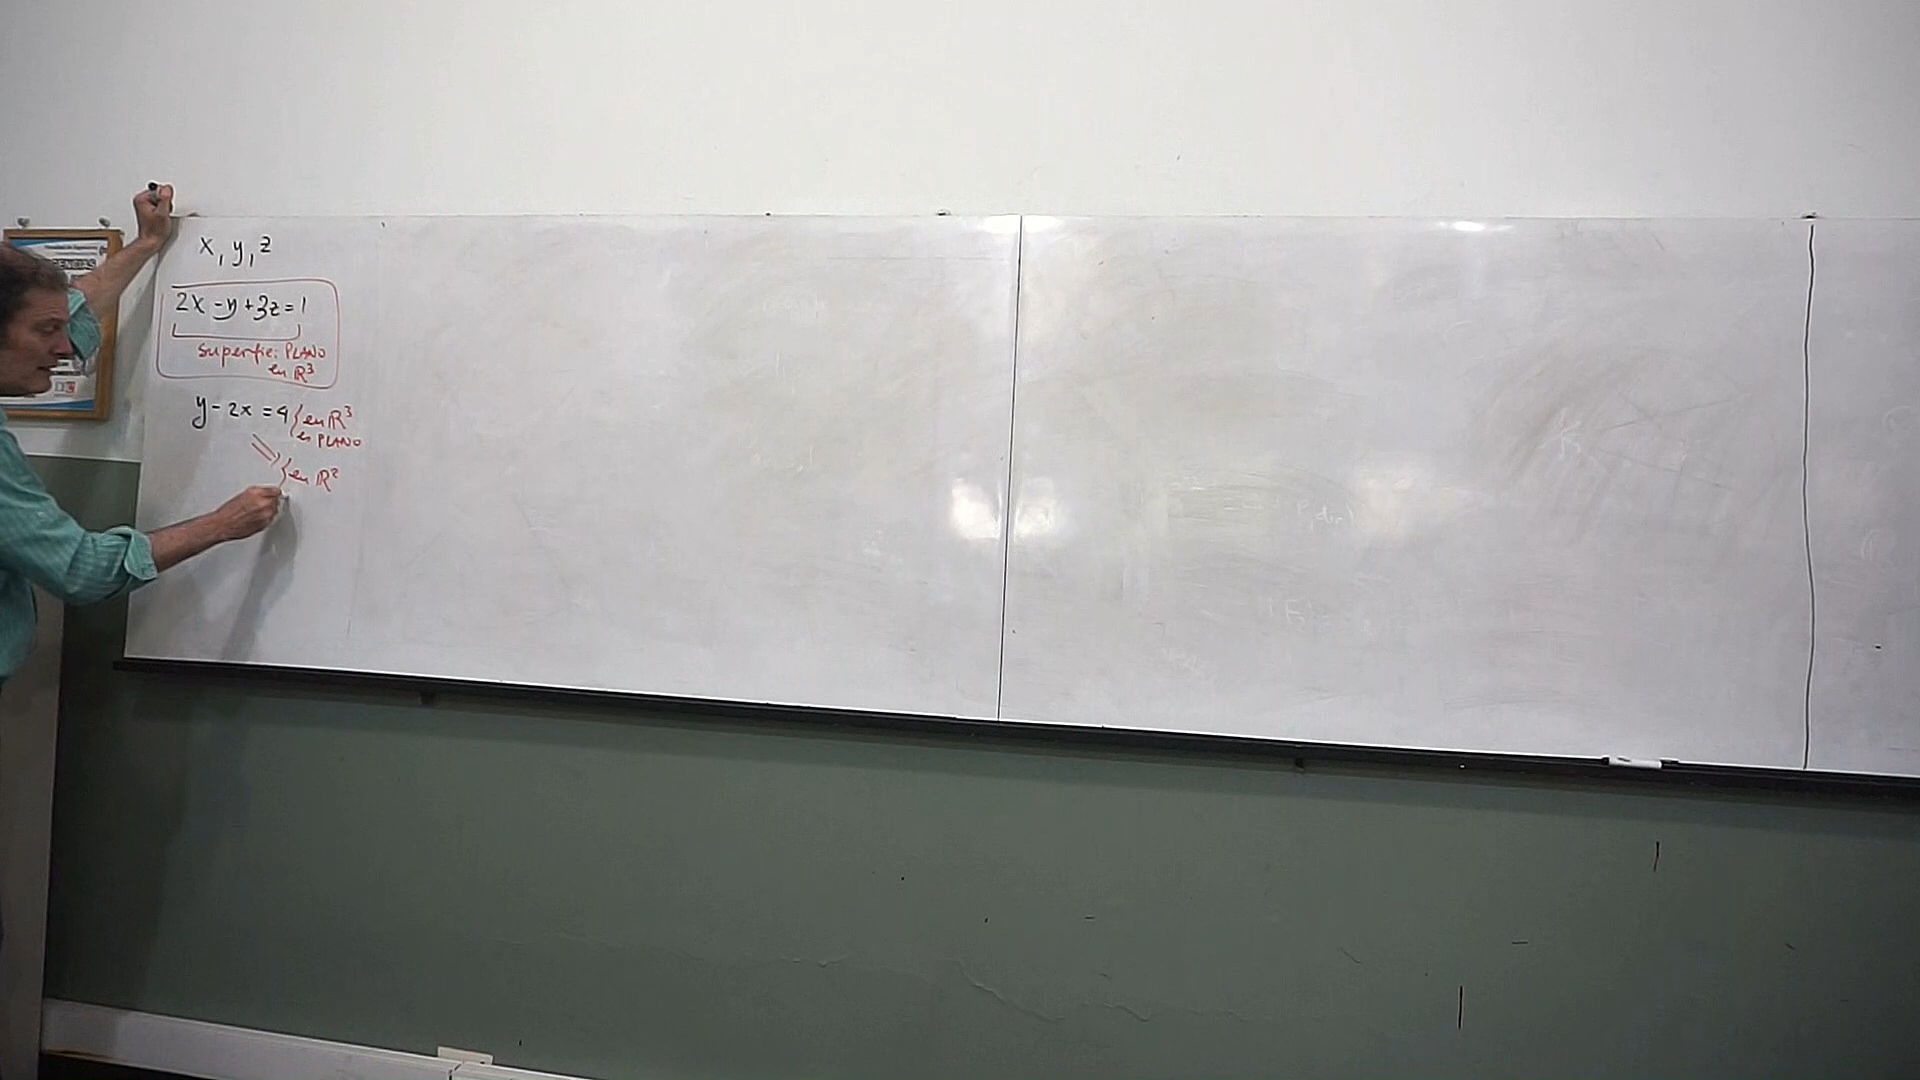 x, y, z
2x - y + 3z = 1
superfic: PLANO
en ℝ³
y - 2x = 4 { en ℝ³
es PLANO
{ en ℝ²